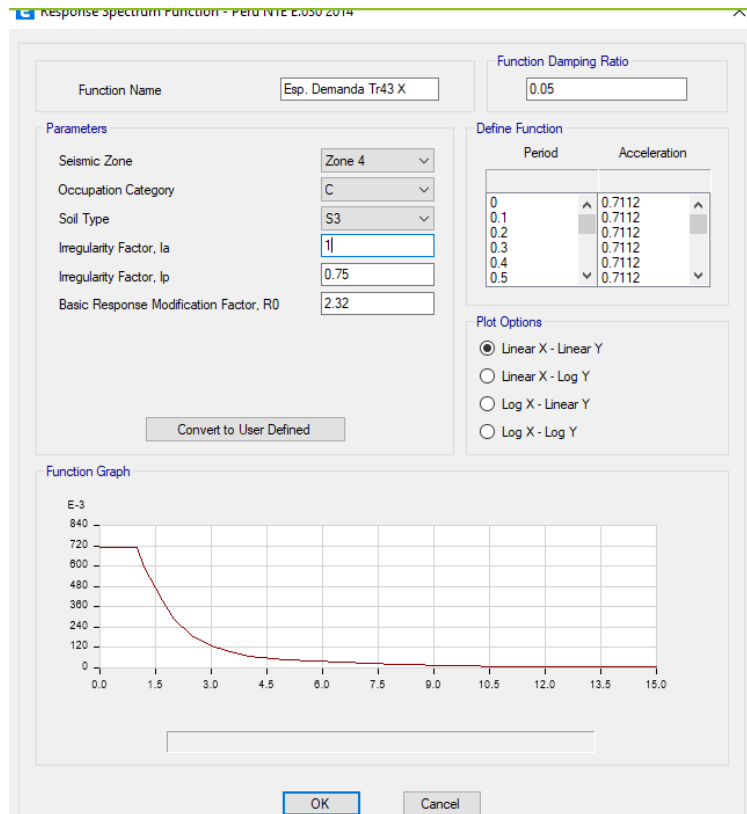 Response Spectrum Function - Peru NTE E.030 2014
Function Name
Esp. Demanda Tr43 X
Function Damping Ratio
0.05
Parameters
Seismic Zone
Zone 4
Occupation Category
C
Soil Type
S3
Irregularity Factor, Ia
1
Irregularity Factor, Ip
0.75
Basic Response Modification Factor, R0
2.32
Convert to User Defined
Define Function
Period Acceleration
0 0.7112
0.1 0.7112
0.2 0.7112
0.3 0.7112
0.4 0.7112
0.5 0.7112
Plot Options
Linear X - Linear Y
Linear X - Log Y
Log X - Linear Y
Log X - Log Y
Function Graph
E-3
840
720
600
480
360
240
120
0
0.0 1.5 3.0 4.5 6.0 7.5 9.0 10.5 12.0 13.5 15.0
OK Cancel